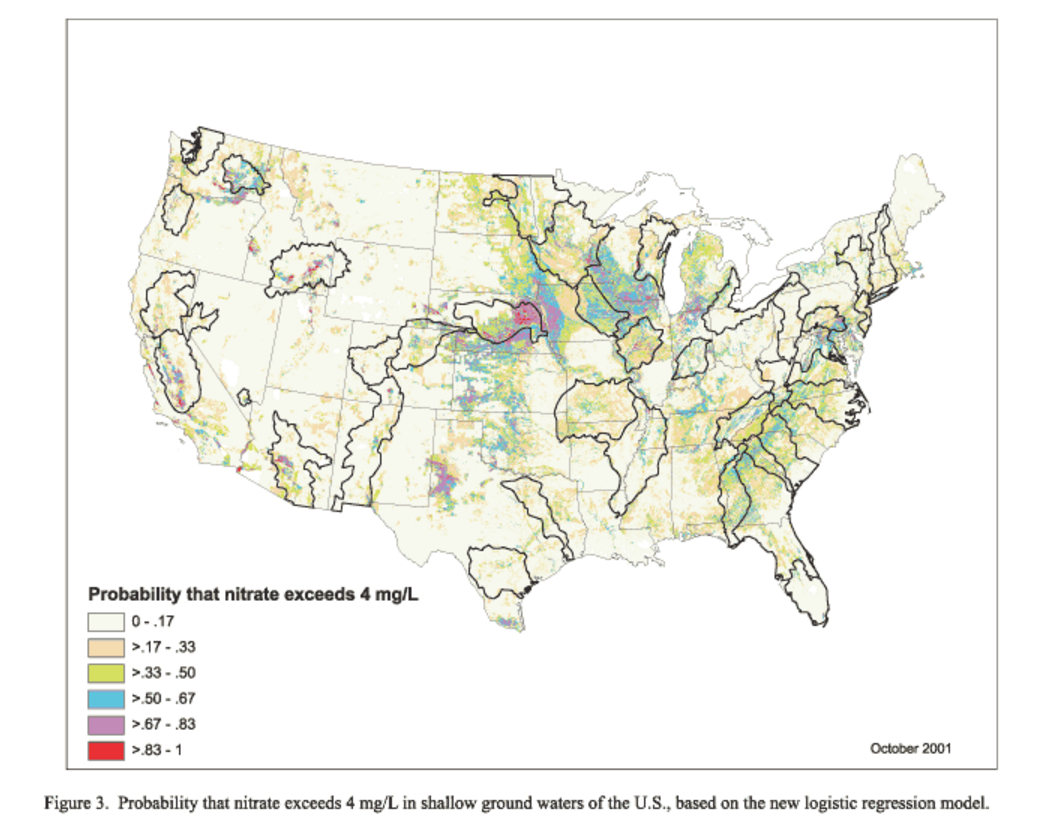 Probability that nitrate exceeds 4 mg/L
0 - .17
>.17 - .33
>.33 - .50
>.50 - .67
>.67 - .83
>.83 - 1
October 2001
Figure 3. Probability that nitrate exceeds 4 mg/L in shallow ground waters of the U.S., based on the new logistic regression model.